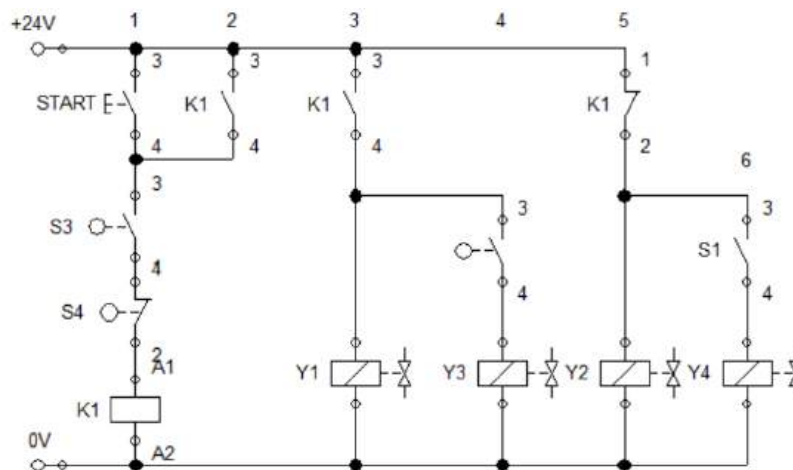 1 2 3 4 5
+24V
3 3 3 1
START K1 K1 K1
4 4 4 2
6
3 3 3
S3 S1
4 4 4
S4
2
A1
Y1 Y3 Y2 Y4
K1
0V
A2